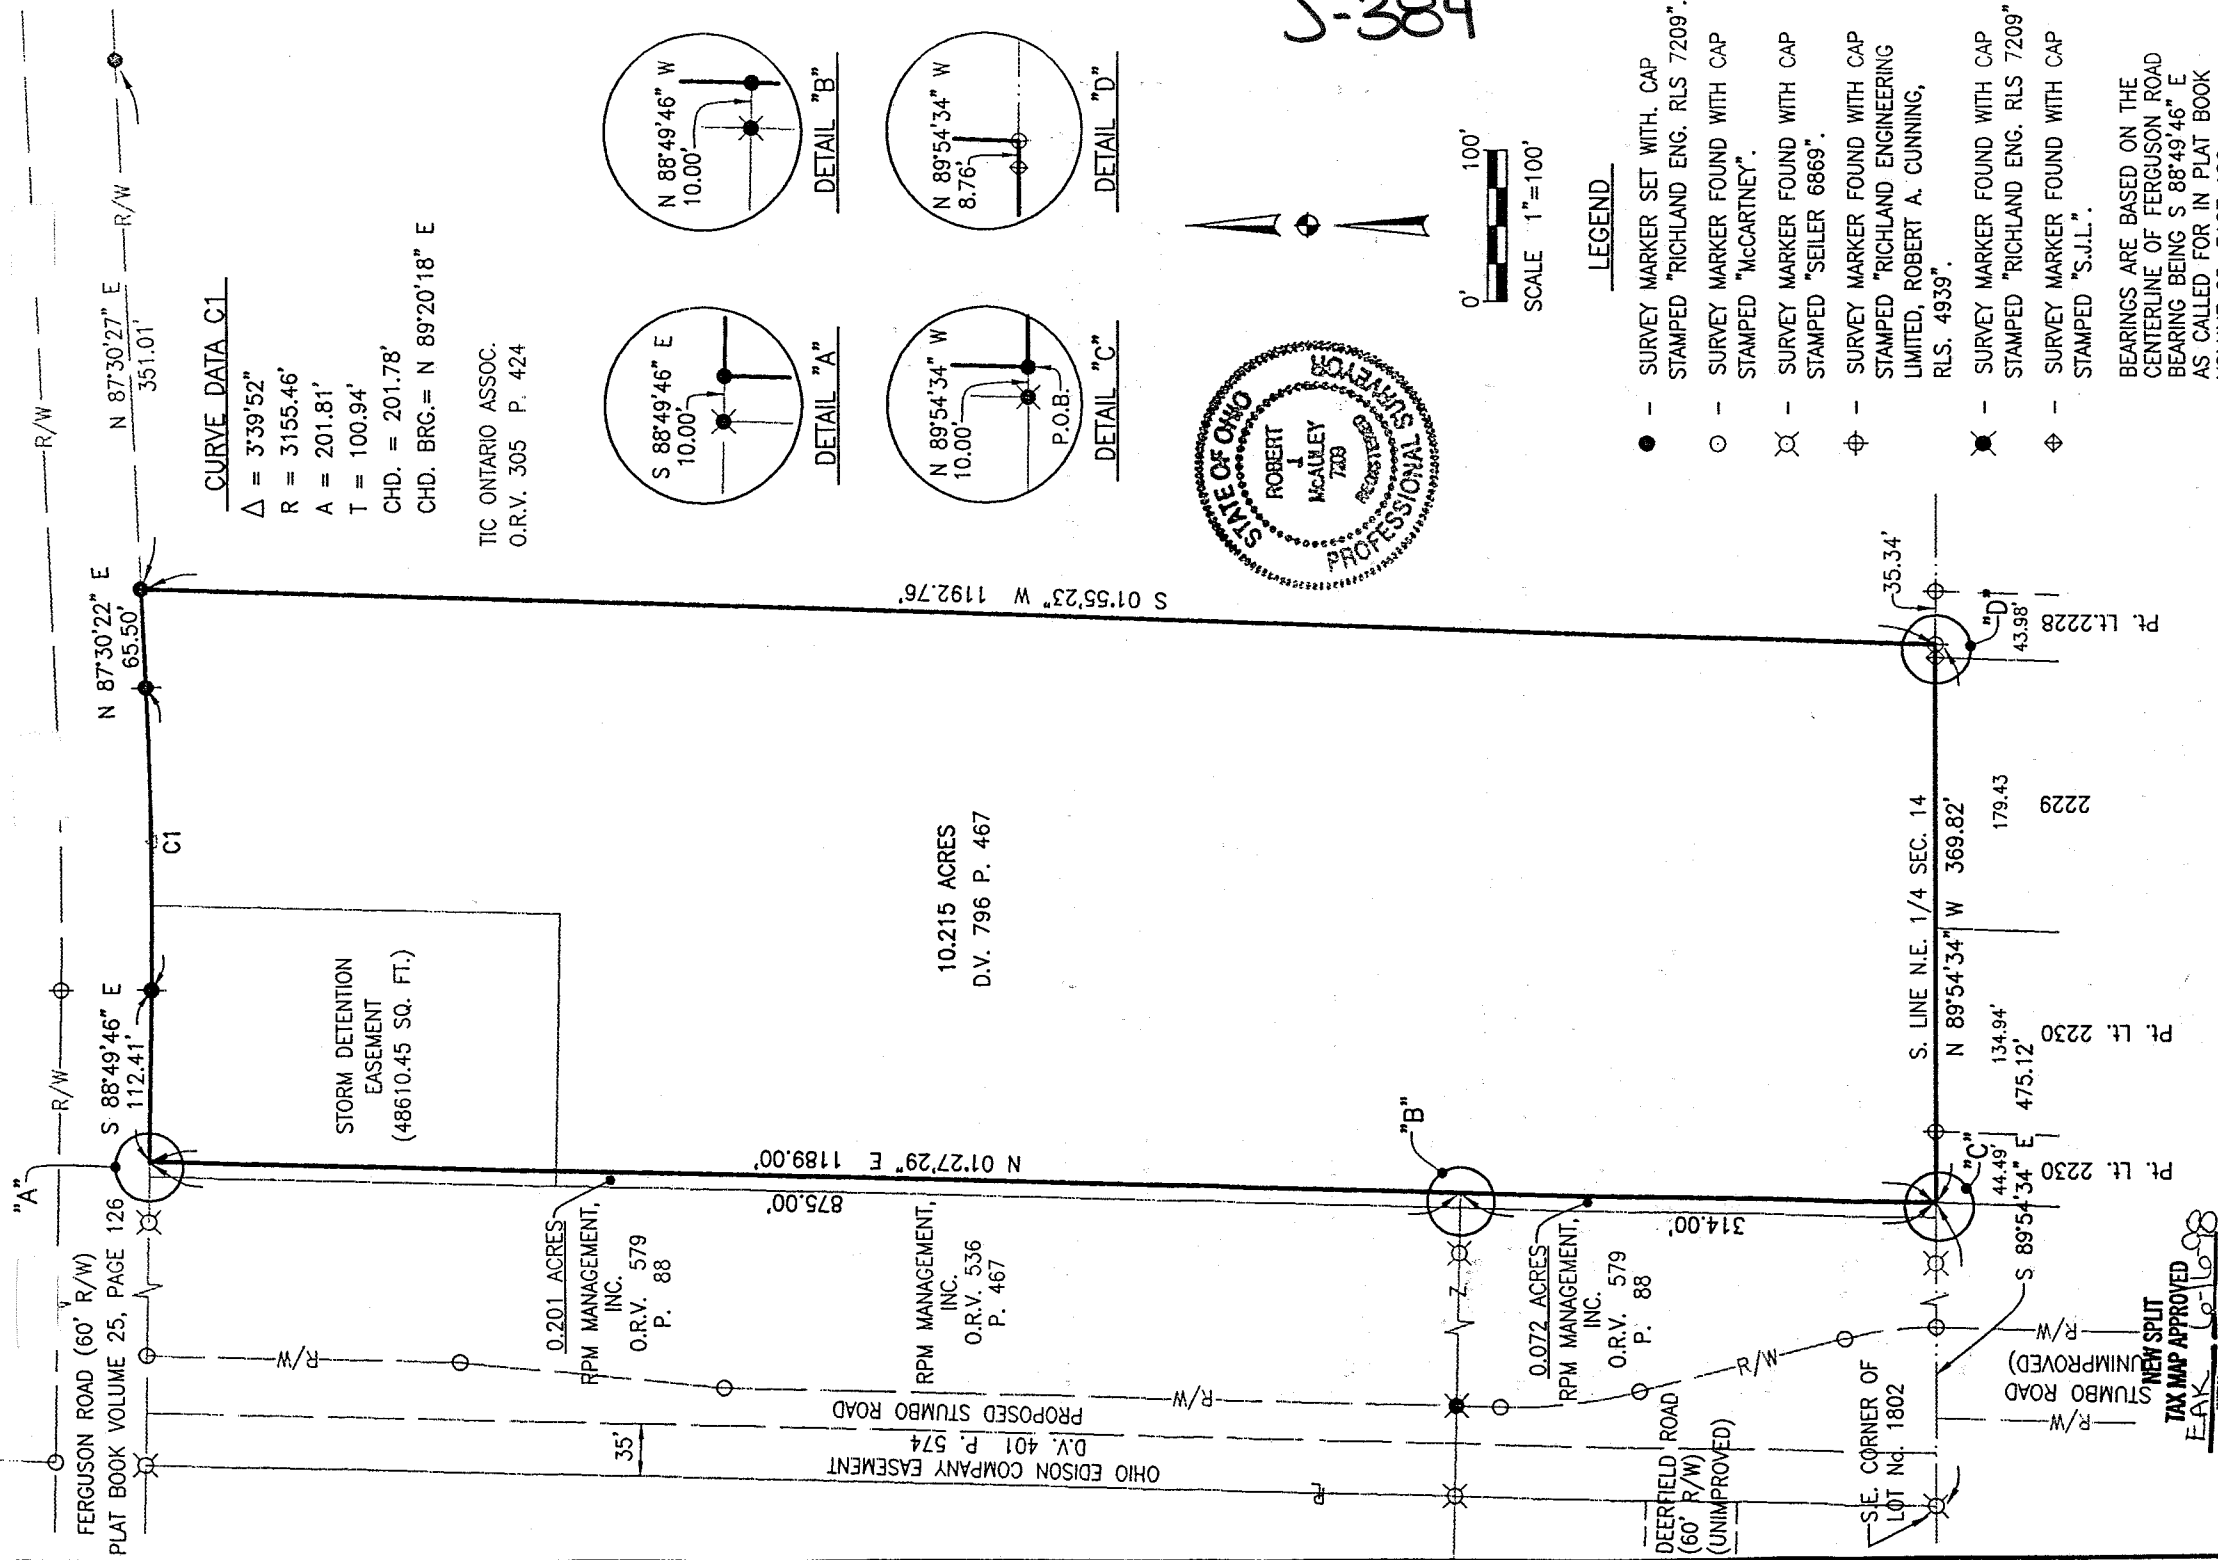 J-384
R/W
R/W
R/W
N 87°30'27" E
351.01'
FERGUSON ROAD (60' R/W)
PLAT BOOK VOLUME 25, PAGE 126
"A"
S 88°49'46" E
112.41'
C1
N 87°30'22" E
65.50'
CURVE DATA C1
Δ = 3°39'52"
R = 3155.46'
A = 201.81'
T = 100.94'
CHD. = 201.78'
CHD. BRG.= N 89°20'18" E
TIC ONTARIO ASSOC.
O.R.V. 305 P. 424
STORM DETENTION
EASEMENT
(48610.45 SQ. FT.)
S 88°49'46" E
10.00'
DETAIL "A"
N 88°49'46" W
10.00'
DETAIL "B"
N 89°54'34" W
10.00'
P.O.B.
DETAIL "C"
N 89°54'34" W
8.76'
DETAIL "D"
R/W
35'
0.201 ACRES
RPM MANAGEMENT,
INC.
O.R.V. 579
P. 88
N 01°27'29" E 1189.00'
875.00'
S 01°55'23" W 1192.76'
10.215 ACRES
D.V. 796 P. 467
RPM MANAGEMENT,
INC.
O.R.V. 536
P. 467
PROPOSED STUMBO ROAD
D.V. 401 P. 574
OHIO EDISON COMPANY EASEMENT
R/W
STATE OF OHIO
ROBERT
J.
McAULEY
7209
REGISTERED
PROFESSIONAL SURVEYOR
0' 100'
SCALE 1"=100'
"B"
0.072 ACRES
RPM MANAGEMENT,
INC.
O.R.V. 579
P. 88
314.00'
R/W
DEERFIELD ROAD
(60' R/W)
(UNIMPROVED)
S.E. CORNER OF
LOT No. 1802
LEGEND
- SURVEY MARKER SET WITH. CAP
STAMPED "RICHLAND ENG. RLS 7209".
- SURVEY MARKER FOUND WITH CAP
STAMPED "McCARTNEY".
- SURVEY MARKER FOUND WITH CAP
STAMPED "SEILER 6869".
- SURVEY MARKER FOUND WITH CAP
STAMPED "RICHLAND ENGINEERING
LIMITED, ROBERT A. CUNNING,
RLS. 4939".
- SURVEY MARKER FOUND WITH CAP
STAMPED "RICHLAND ENG. RLS 7209"
- SURVEY MARKER FOUND WITH CAP
STAMPED "S.J.L.".
BEARINGS ARE BASED ON THE
CENTERLINE OF FERGUSON ROAD
BEARING BEING S 88°49'46" E
AS CALLED FOR IN PLAT BOOK
S. LINE N.E. 1/4 SEC. 14
N 89°54'34" W 369.82'
35.34'
"C"
"D"
44.49'
134.94'
179.43
43.98'
S 89°54'34" E 475.12'
Pt. Lt. 2230
Pt. Lt. 2230
2229
Pt. Lt.2228
R/W
STUMBO ROAD
(UNIMPROVED)
R/W
NEW SPLIT
TAX MAP APPROVED
EAK 6-16-98